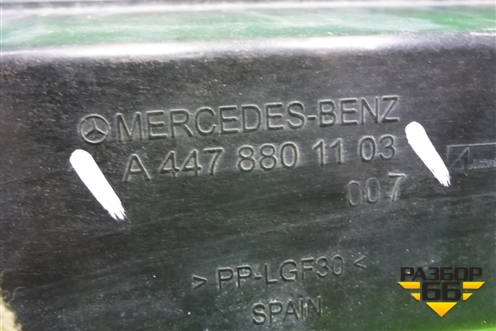 MERCEDES-BENZ
A 447 880 11 03
007
> PP-LGF30 <
SPAIN
РАЗБОР
66